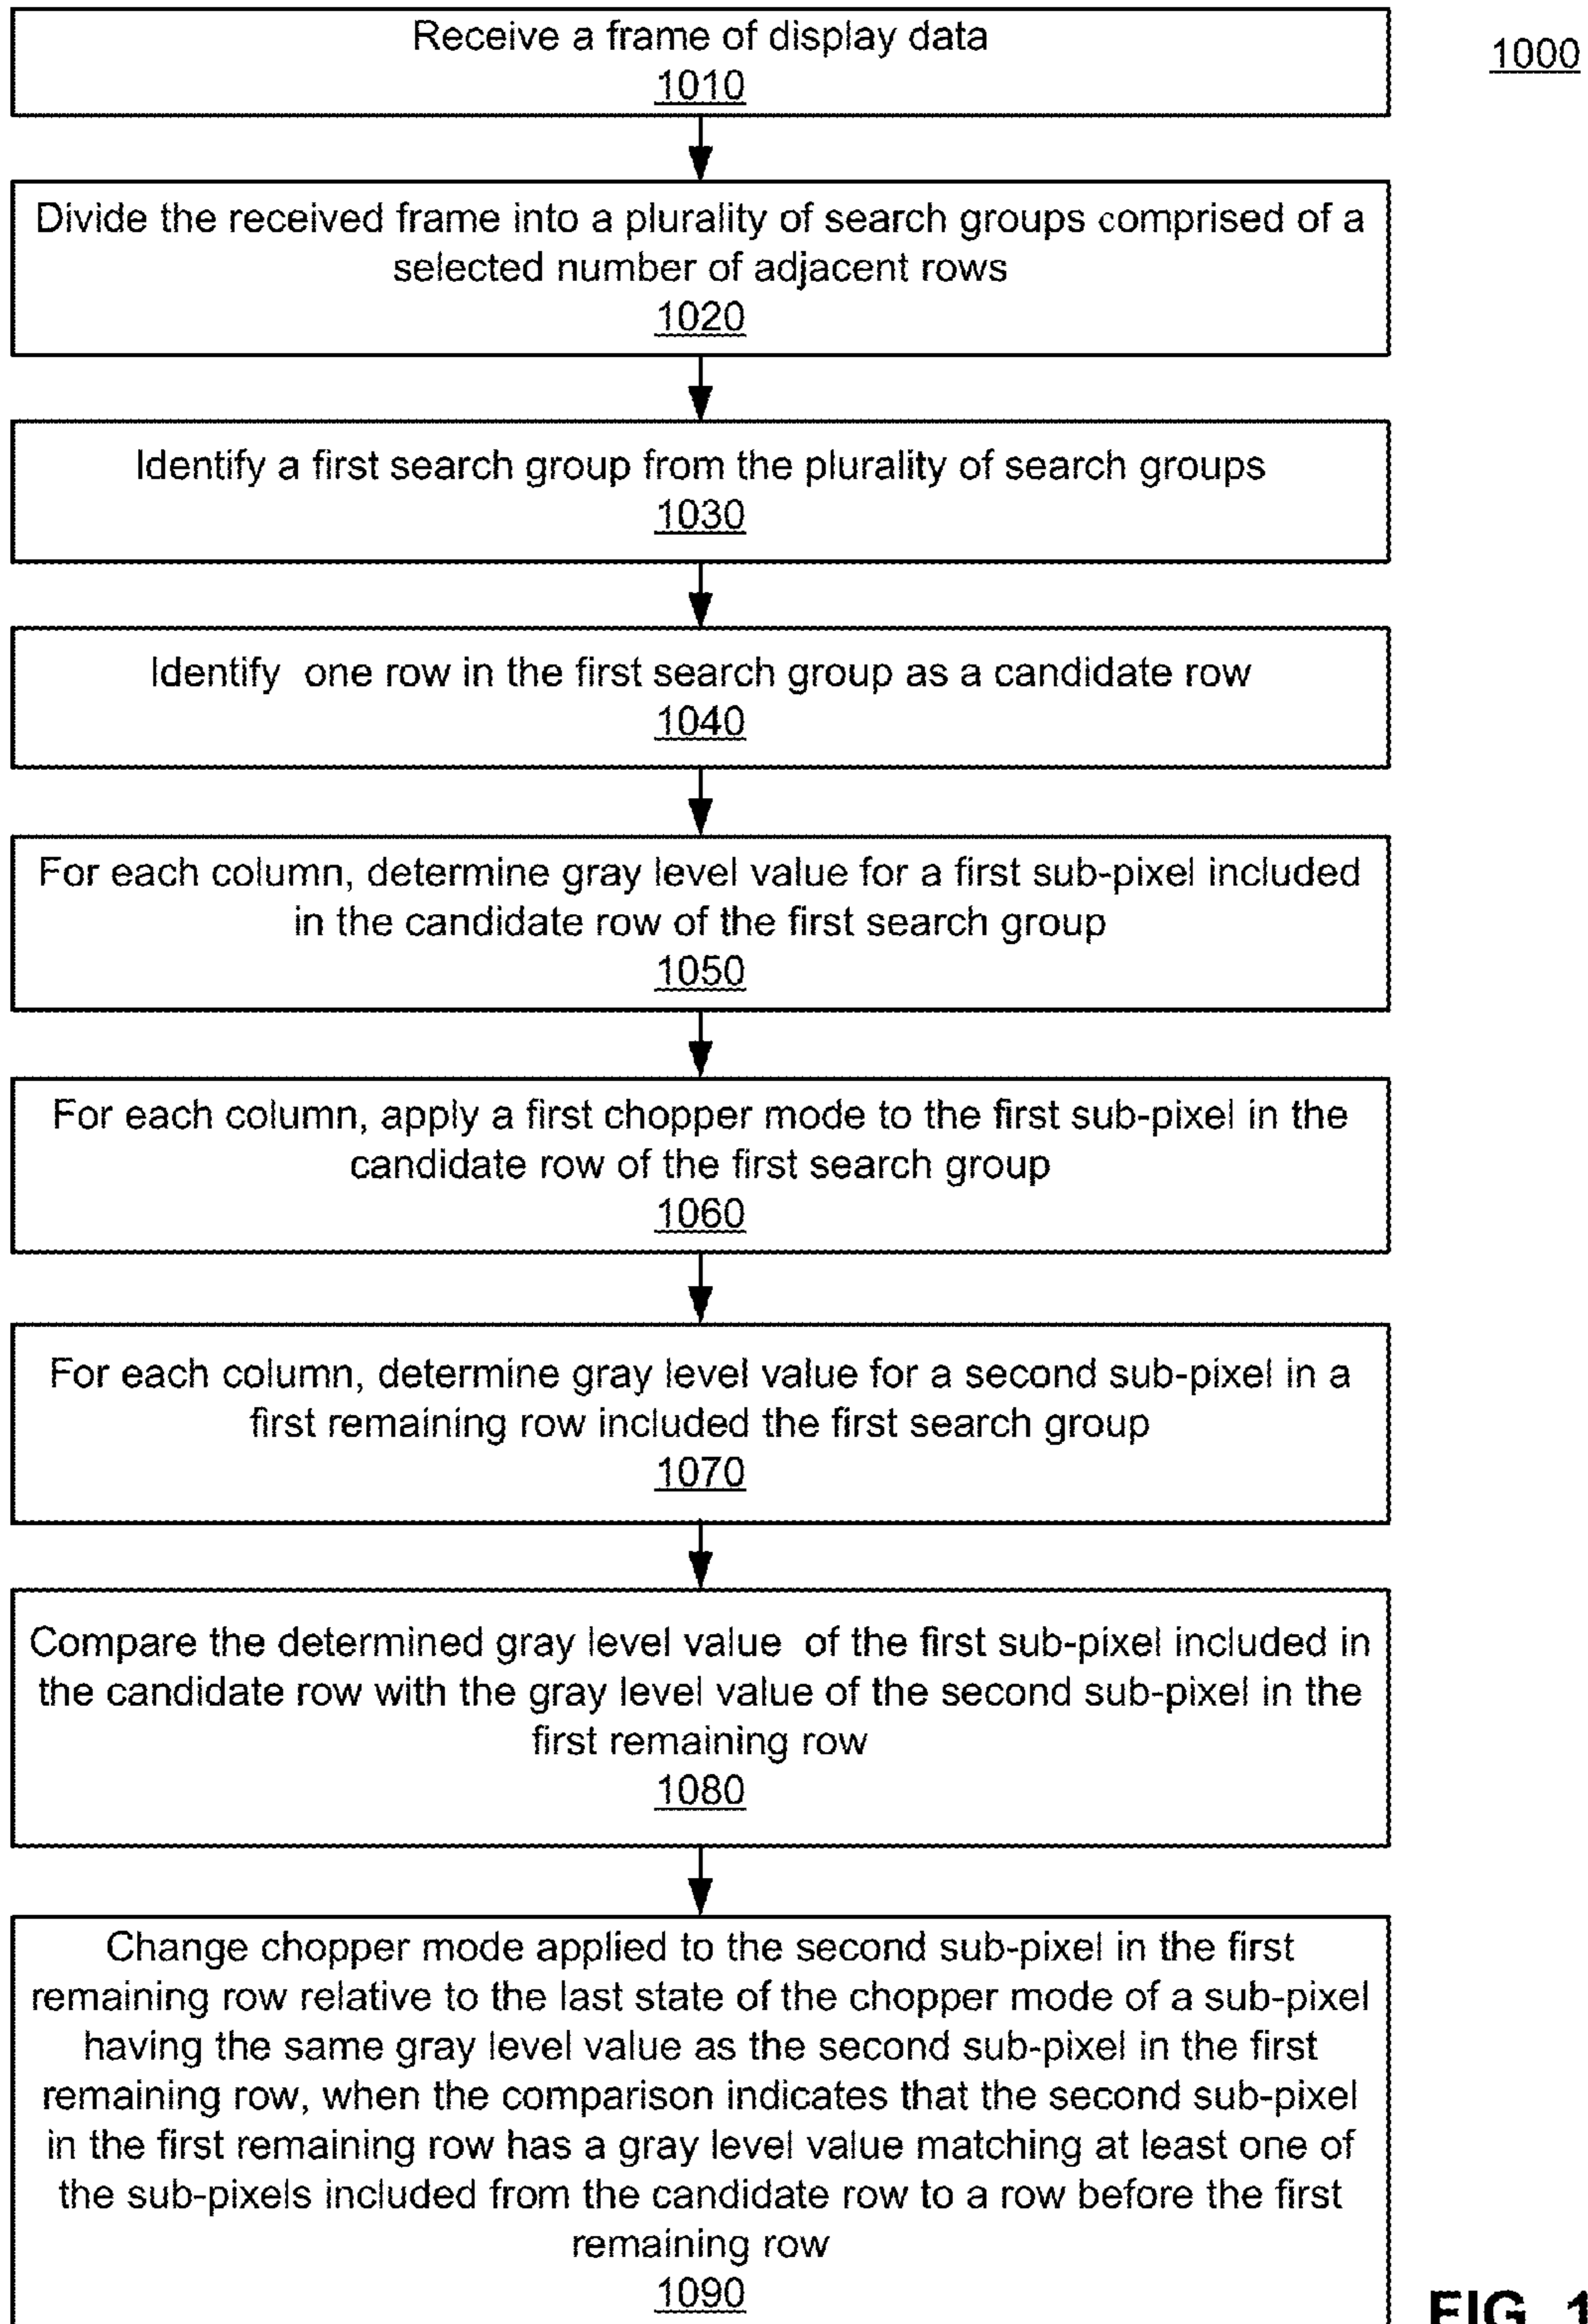 Receive a frame of display data
1010
1000
Divide the received frame into a plurality of search groups comprised of a
selected number of adjacent rows
1020
Identify a first search group from the plurality of search groups
1030
Identify one row in the first search group as a candidate row
1040
For each column, determine gray level value for a first sub-pixel included
in the candidate row of the first search group
1050
For each column, apply a first chopper mode to the first sub-pixel in the
candidate row of the first search group
1060
For each column, determine gray level value for a second sub-pixel in a
first remaining row included the first search group
1070
Compare the determined gray level value of the first sub-pixel included in
the candidate row with the gray level value of the second sub-pixel in the
first remaining row
1080
Change chopper mode applied to the second sub-pixel in the first
remaining row relative to the last state of the chopper mode of a sub-pixel
having the same gray level value as the second sub-pixel in the first
remaining row, when the comparison indicates that the second sub-pixel
in the first remaining row has a gray level value matching at least one of
the sub-pixels included from the candidate row to a row before the first
remaining row
1090
FIG. 1